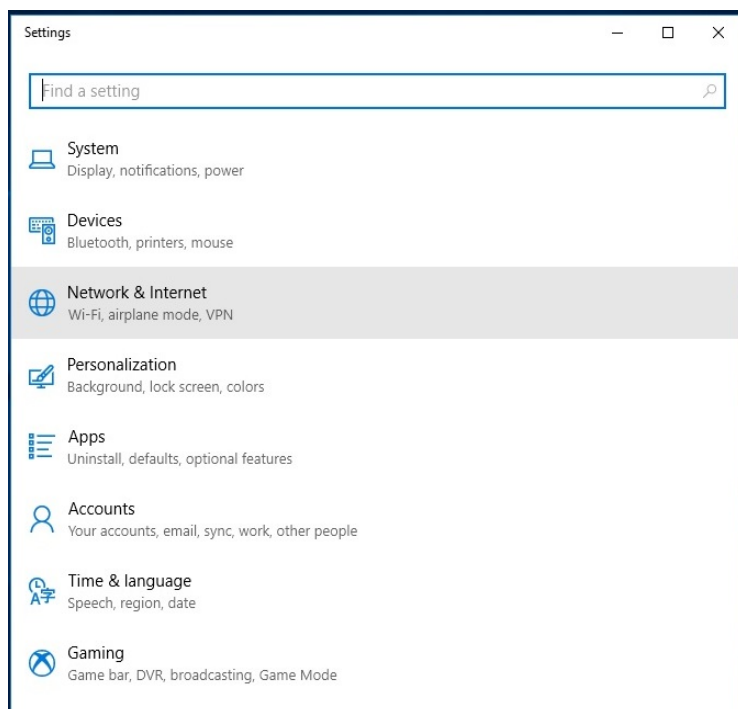 Settings
Find a setting
System
Display, notifications, power
Devices
Bluetooth, printers, mouse
Network & Internet
Wi-Fi, airplane mode, VPN
Personalization
Background, lock screen, colors
Apps
Uninstall, defaults, optional features
Accounts
Your accounts, email, sync, work, other people
Time & language
Speech, region, date
Gaming
Game bar, DVR, broadcasting, Game Mode